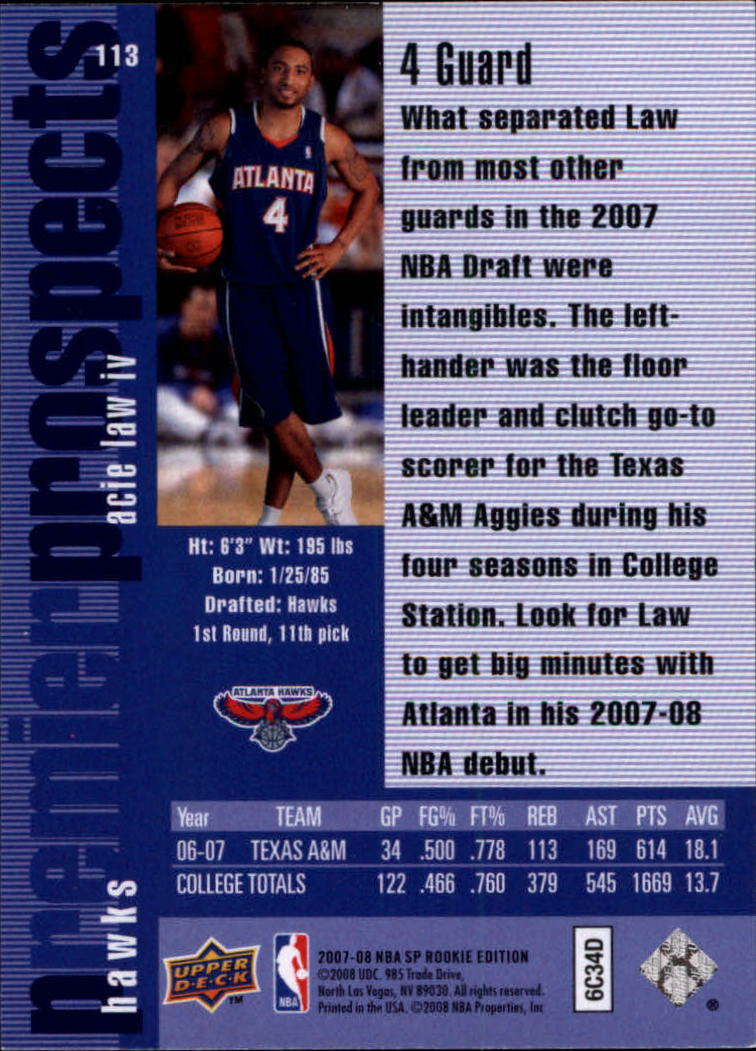 113
premier prospects
acie law iv
hawks
ATLANTA
4
4 Guard
What separated Law
from most other
guards in the 2007
NBA Draft were
intangibles. The left-
hander was the floor
leader and clutch go-to
scorer for the Texas
A&M Aggies during his
four seasons in College
Station. Look for Law
to get big minutes with
Atlanta in his 2007-08
NBA debut.
Ht: 6'3" Wt: 195 lbs
Born: 1/25/85
Drafted: Hawks
1st Round, 11th pick
ATLANTA HAWKS
Year TEAM GP FG% FT% REB AST PTS AVG
06-07 TEXAS A&M 34 .500 .778 113 169 614 18.1
COLLEGE TOTALS 122 .466 .760 379 545 1669 13.7
UPPER
D·E·C·K
TM
NBA
2007-08 NBA SP ROOKIE EDITION
©2008 UDC. 985 Trade Drive,
North Las Vegas, NV 89030. All rights reserved.
Printed in the USA. ©2008 NBA Properties, Inc
6C34D
®